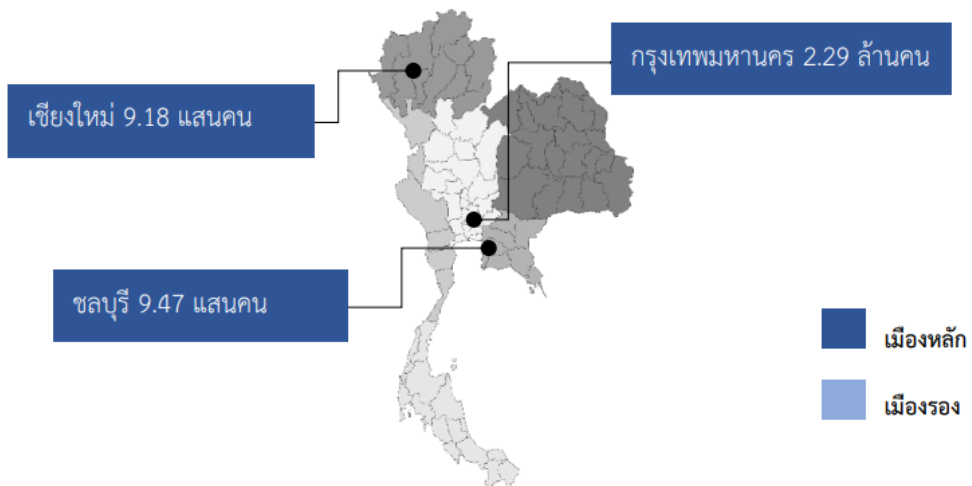 กรุงเทพมหานคร 2.29 ล้านคน
เชียงใหม่ 9.18 แสนคน
ชลบุรี 9.47 แสนคน
เมืองหลัก
เมืองรอง